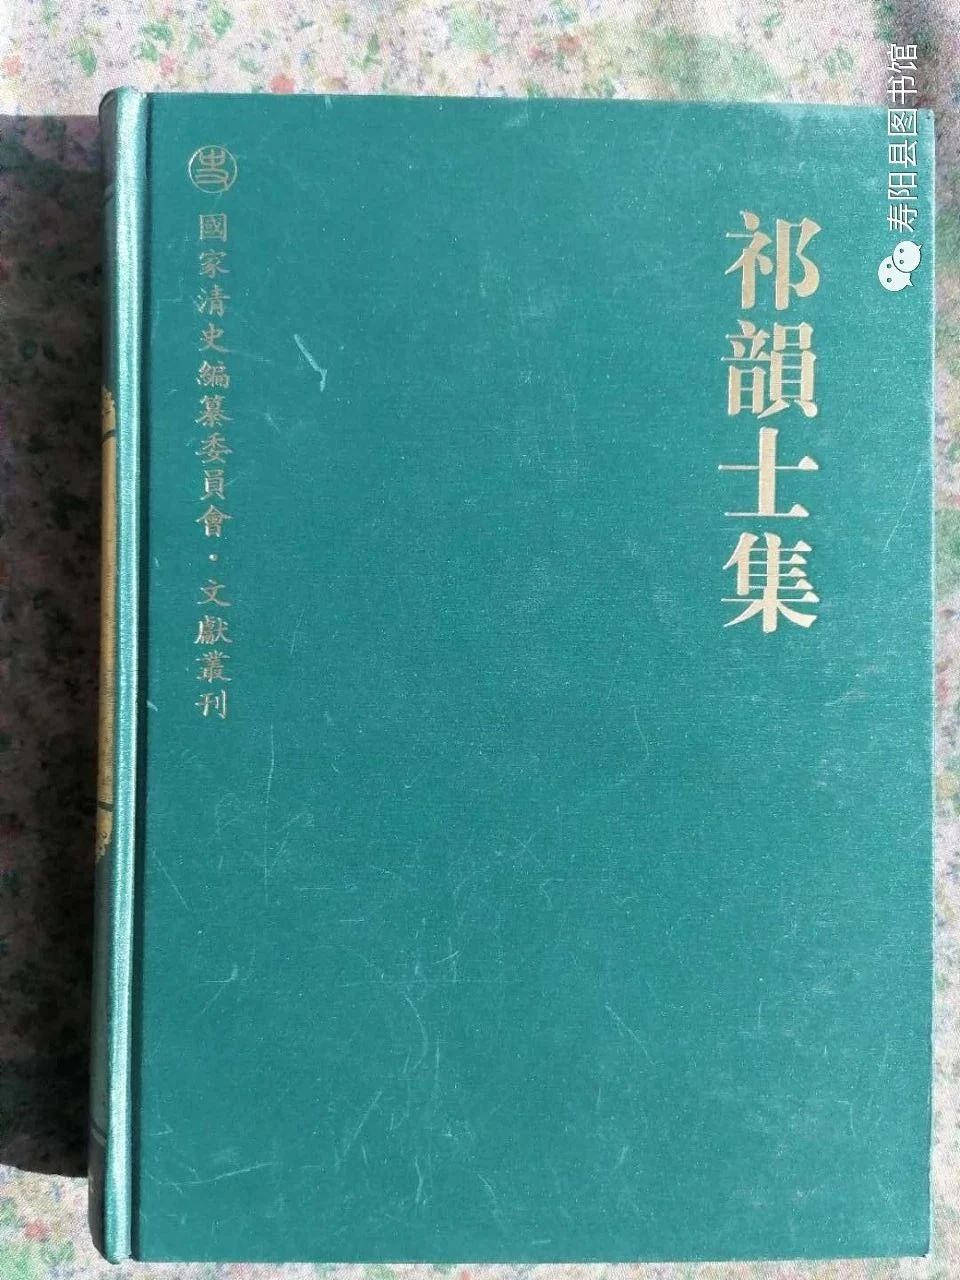 祁韻士集
國家清史編纂委員會·文獻叢刊
寿阳县图书馆